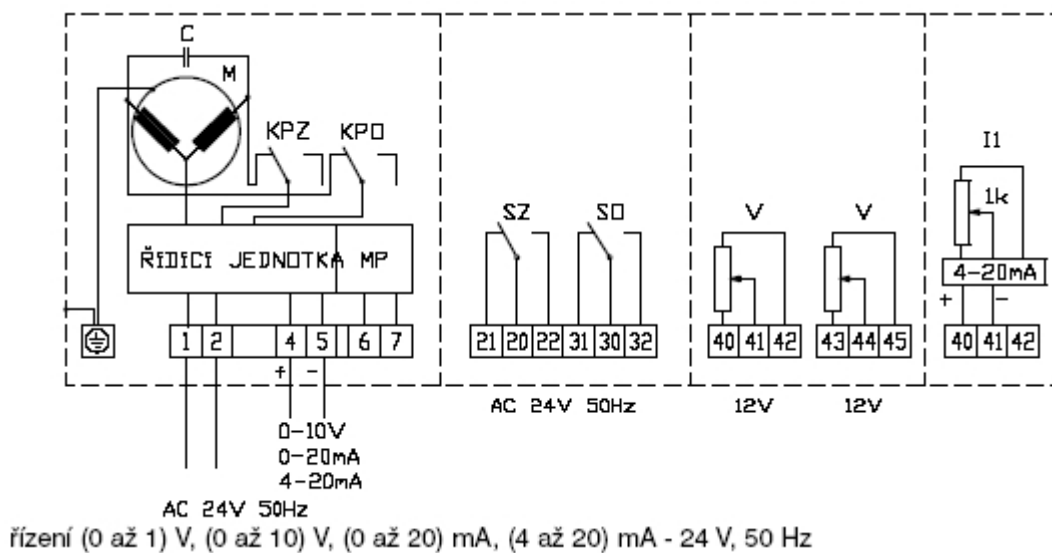 C
M
KPZ KPO
I1
1k
SZ SO V V
ŘÍDÍCÍ JEDNOTKA MP
4-20mA
+ -
1 2 4 5 6 7 21 20 22 31 30 32 40 41 42 43 44 45 40 41 42
+ -
AC 24V 50Hz 12V 12V
0-10V
0-20mA
4-20mA
AC 24V 50Hz
řízení (0 až 1) V, (0 až 10) V, (0 až 20) mA, (4 až 20) mA - 24 V, 50 Hz